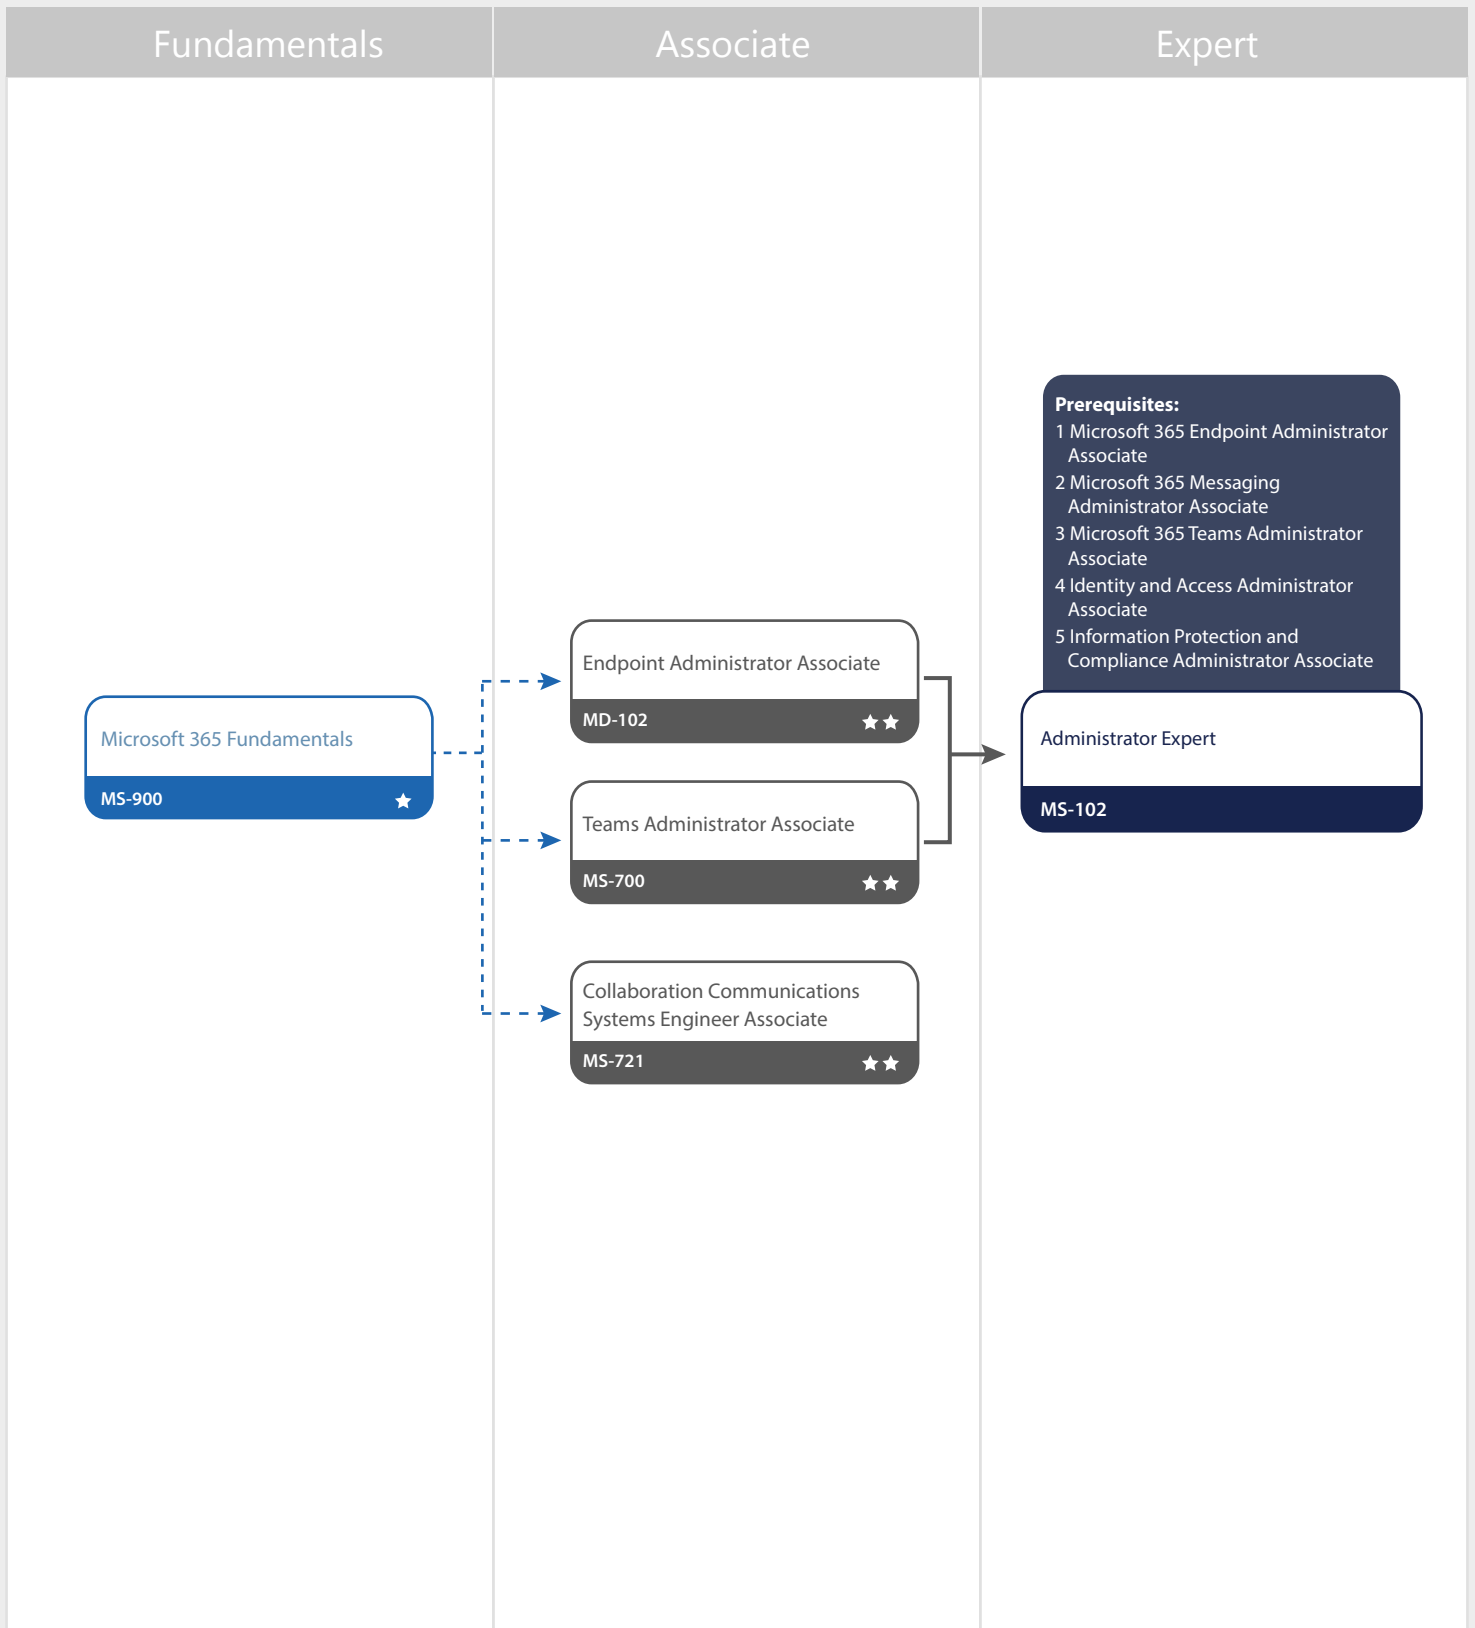 Fundamentals
Associate
Expert
Prerequisites:
1 Microsoft 365 Endpoint Administrator
Associate
2 Microsoft 365 Messaging
Administrator Associate
3 Microsoft 365 Teams Administrator
Associate
4 Identity and Access Administrator
Associate
5 Information Protection and
Compliance Administrator Associate
Microsoft 365 Fundamentals
MS-900
Endpoint Administrator Associate
MD-102
Teams Administrator Associate
MS-700
Collaboration Communications
Systems Engineer Associate
MS-721
Administrator Expert
MS-102